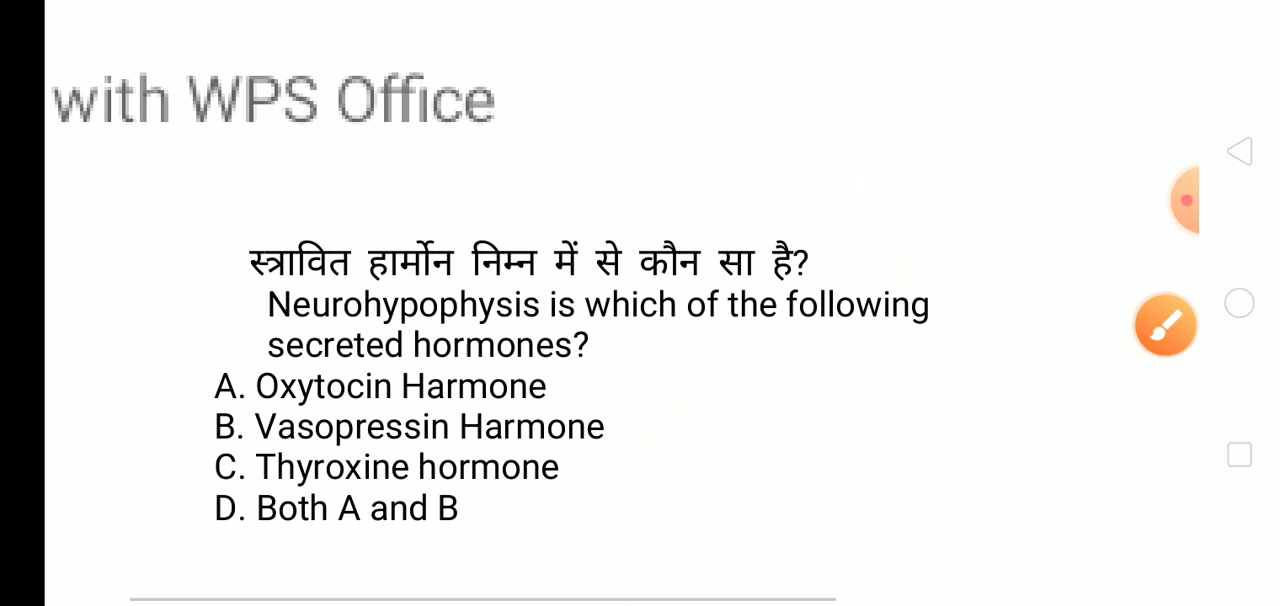 with WPS Office
स्त्रावित हार्मोन निम्न में से कौन सा है?
Neurohypophysis is which of the following
secreted hormones?
A. Oxytocin Harmone
B. Vasopressin Harmone
C. Thyroxine hormone
D. Both A and B